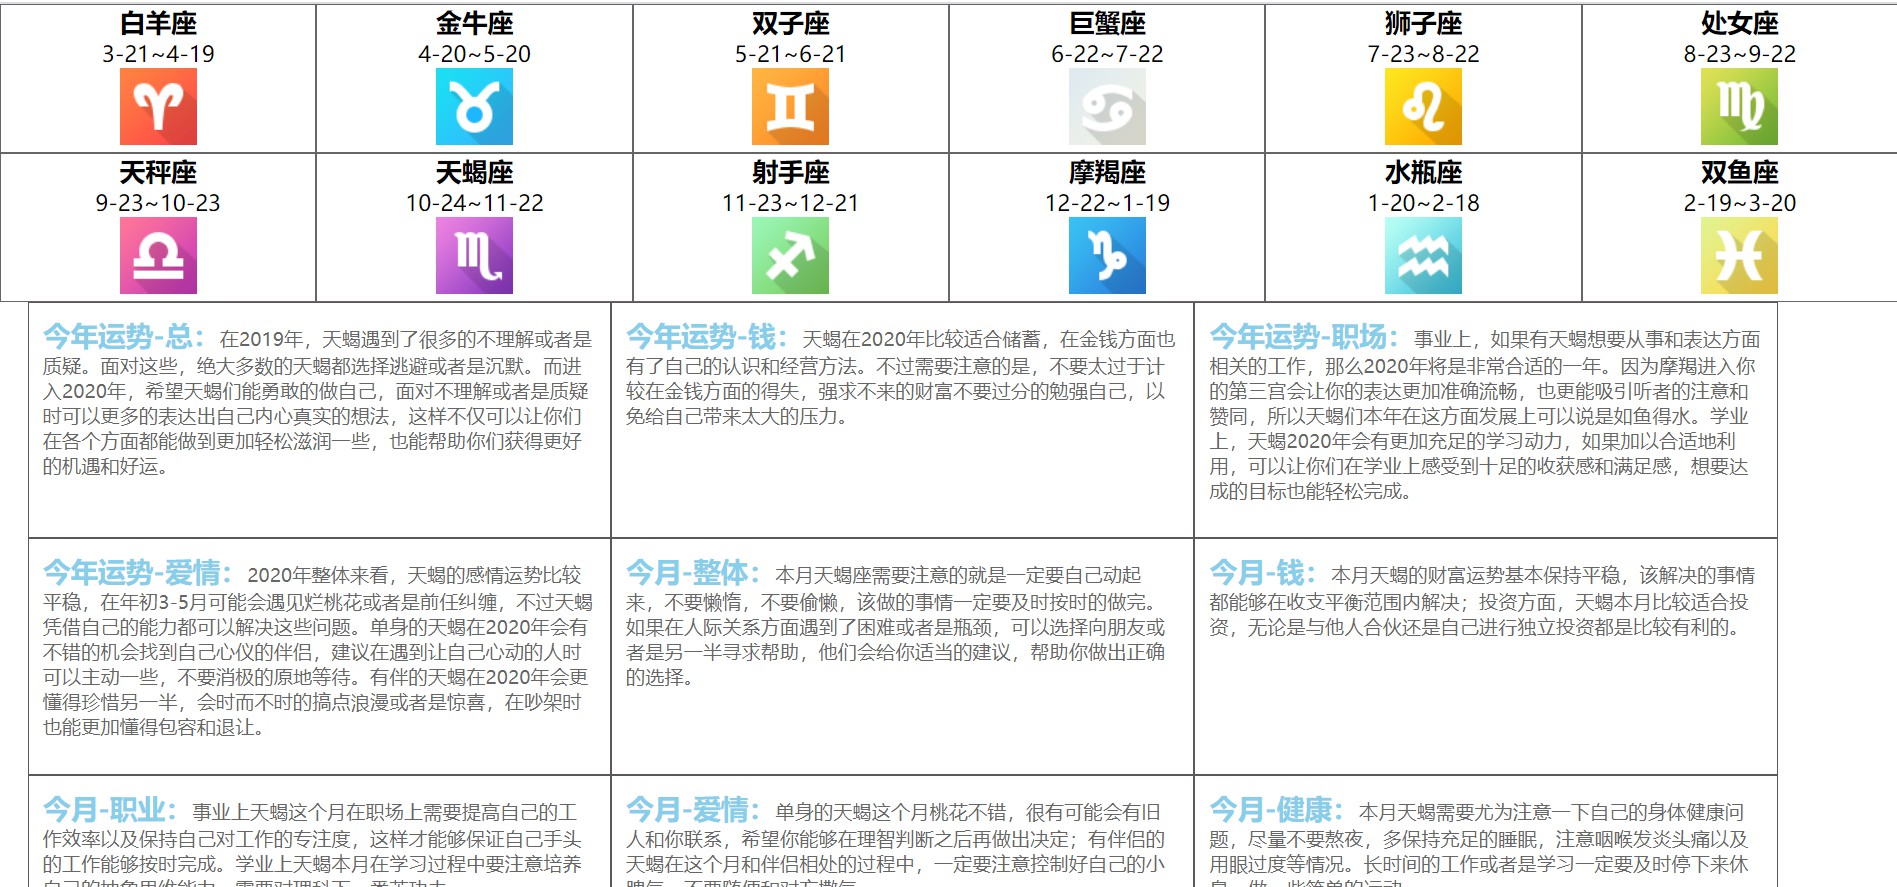 白羊座
3-21~4-19
金牛座
4-20~5-20
双子座
5-21~6-21
巨蟹座
6-22~7-22
狮子座
7-23~8-22
处女座
8-23~9-22
天秤座
9-23~10-23
天蝎座
10-24~11-22
射手座
11-23~12-21
摩羯座
12-22~1-19
水瓶座
1-20~2-18
双鱼座
2-19~3-20
今年运势-总：在2019年，天蝎遇到了很多的不理解或者是
质疑。面对这些，绝大多数的天蝎都选择逃避或者是沉默。而进
入2020年，希望天蝎们能勇敢的做自己，面对不理解或者是质疑
时可以更多的表达出自己内心真实的想法，这样不仅可以让你们
在各个方面都能做到更加轻松滋润一些，也能帮助你们获得更好
的机遇和好运。
今年运势-钱：天蝎在2020年比较适合储蓄，在金钱方面也
有了自己的认识和经营方法。不过需要注意的是，不要太过于计
较在金钱方面的得失，强求不来的财富不要过分的勉强自己，以
免给自己带来太大的压力。
今年运势-职场：事业上，如果有天蝎想要从事和表达方面
相关的工作，那么2020年将是非常合适的一年。因为摩羯进入你
的第三宫会让你的表达更加准确流畅，也更能吸引听者的注意和
赞同，所以天蝎们本年在这方面发展上可以说是如鱼得水。学业
上，天蝎2020年会有更加充足的学习动力，如果加以合适地利
用，可以让你们在学业上感受到十足的收获感和满足感，想要达
成的目标也能轻松完成。
今年运势-爱情：2020年整体来看，天蝎的感情运势比较
平稳，在年初3-5月可能会遇见烂桃花或者是前任纠缠，不过天蝎
凭借自己的能力都可以解决这些问题。单身的天蝎在2020年会有
不错的机会找到自己心仪的伴侣，建议在遇到让自己心动的人时
可以主动一些，不要消极的原地等待。有伴的天蝎在2020年会更
懂得珍惜另一半，会时而不时的搞点浪漫或者是惊喜，在吵架时
也能更加懂得包容和退让。
今月-整体：本月天蝎座需要注意的就是一定要自己动起
来，不要懒惰，不要偷懒，该做的事情一定要及时按时的做完。
如果在人际关系方面遇到了困难或者是瓶颈，可以选择向朋友或
者是另一半寻求帮助，他们会给你适当的建议，帮助你做出正确
的选择。
今月-钱：本月天蝎的财富运势基本保持平稳，该解决的事情
都能够在收支平衡范围内解决；投资方面，天蝎本月比较适合投
资，无论是与他人合伙还是自己进行独立投资都是比较有利的。
今月-职业：事业上天蝎这个月在职场上需要提高自己的工
作效率以及保持自己对工作的专注度，这样才能够保证自己手头
的工作能够按时完成。学业上天蝎本月在学习过程中要注意培养
今月-爱情：单身的天蝎这个月桃花不错，很有可能会有旧
人和你联系，希望你能够在理智判断之后再做出决定；有伴侣的
天蝎在这个月和伴侣相处的过程中，一定要注意控制好自己的小
今月-健康：本月天蝎需要尤为注意一下自己的身体健康问
题，尽量不要熬夜，多保持充足的睡眠，注意咽喉发炎头痛以及
用眼过度等情况。长时间的工作或者是学习一定要及时停下来休